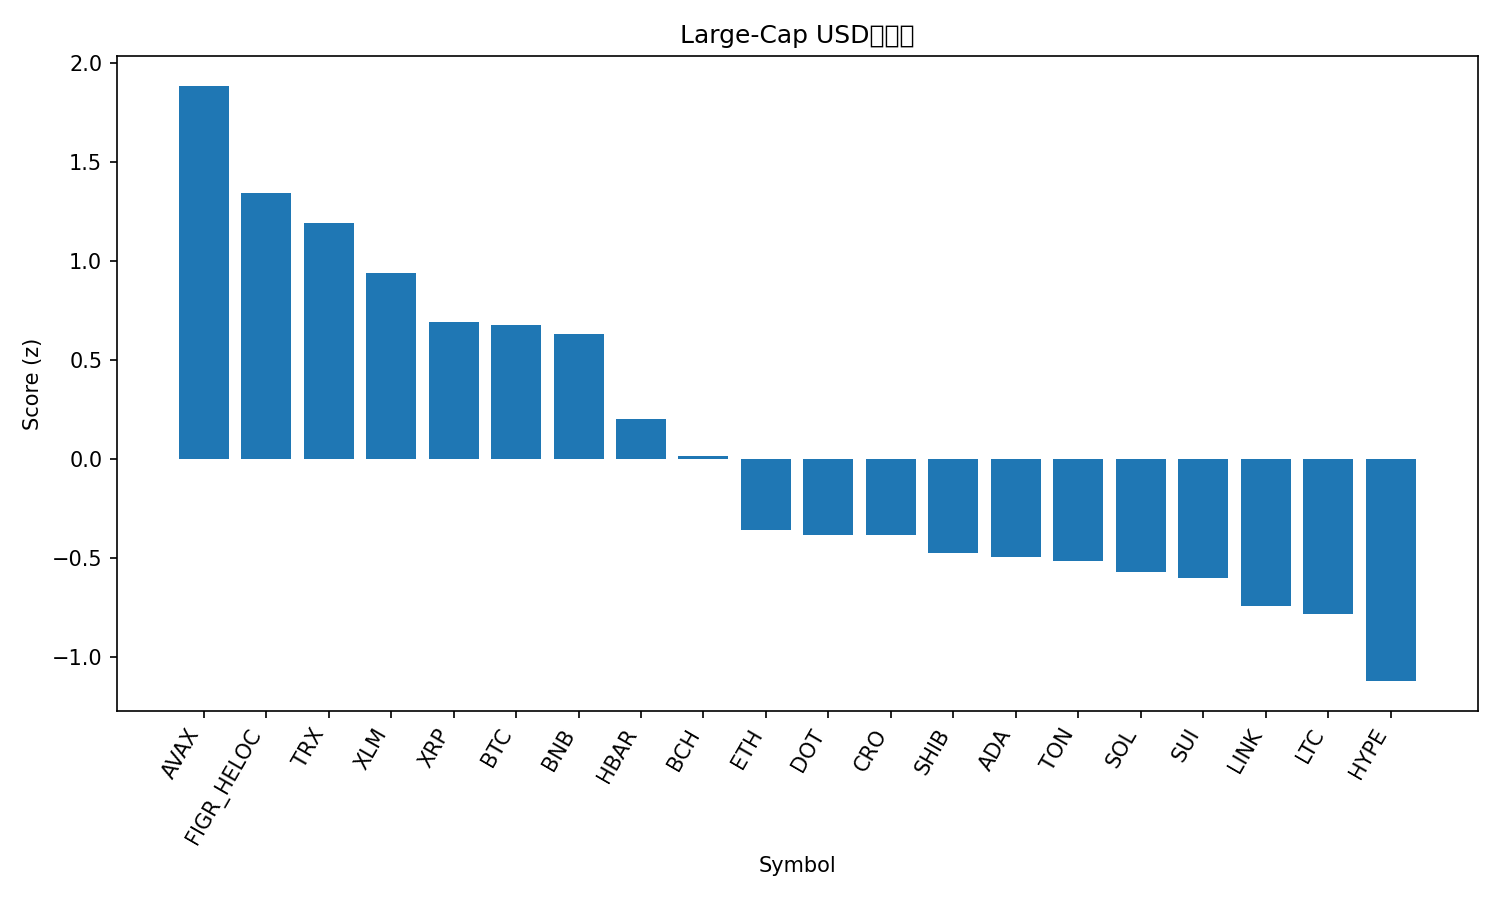 Large-Cap USD
Score (z)
2.0
1.5
1.0
0.5
0.0
−0.5
−1.0
AVAX
FIGR_HELOC
TRX
XLM
XRP
BTC
BNB
HBAR
BCH
ETH
DOT
CRO
SHIB
ADA
TON
SOL
SUI
LINK
LTC
HYPE
Symbol